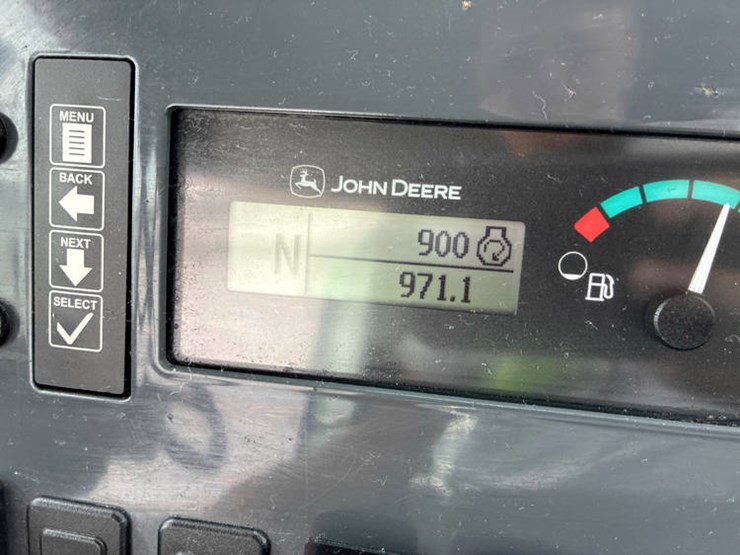 MENU
BACK
NEXT
SELECT
JOHN DEERE
N
900
971.1